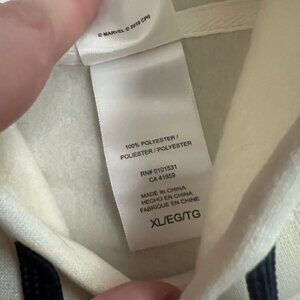 © MARVEL © 2019 CPII
100% POLYESTER /
POLIESTER / POLYESTER
RN# 0101531
CA 41859
MADE IN CHINA
HECHO EN CHINA
FABRIQUÉ EN CHINE
XL/EG/TG